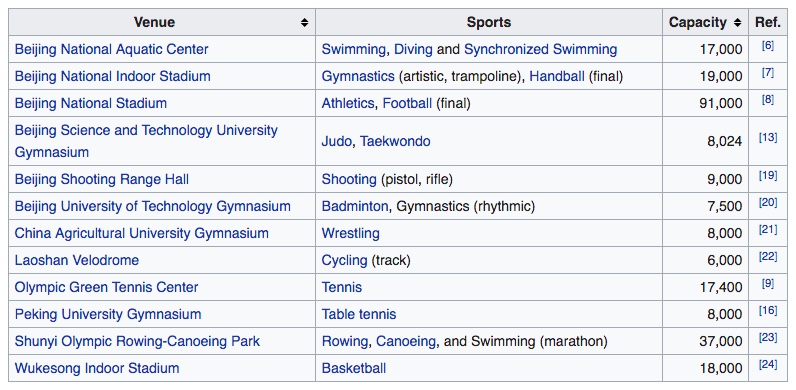 Venue Sports Capacity Ref.
Beijing National Aquatic Center Swimming, Diving and Synchronized Swimming 17,000 [6]
Beijing National Indoor Stadium Gymnastics (artistic, trampoline), Handball (final) 19,000 [7]
Beijing National Stadium Athletics, Football (final) 91,000 [8]
Beijing Science and Technology University
Gymnasium Judo, Taekwondo 8,024 [13]
Beijing Shooting Range Hall Shooting (pistol, rifle) 9,000 [19]
Beijing University of Technology Gymnasium Badminton, Gymnastics (rhythmic) 7,500 [20]
China Agricultural University Gymnasium Wrestling 8,000 [21]
Laoshan Velodrome Cycling (track) 6,000 [22]
Olympic Green Tennis Center Tennis 17,400 [9]
Peking University Gymnasium Table tennis 8,000 [16]
Shunyi Olympic Rowing-Canoeing Park Rowing, Canoeing, and Swimming (marathon) 37,000 [23]
Wukesong Indoor Stadium Basketball 18,000 [24]